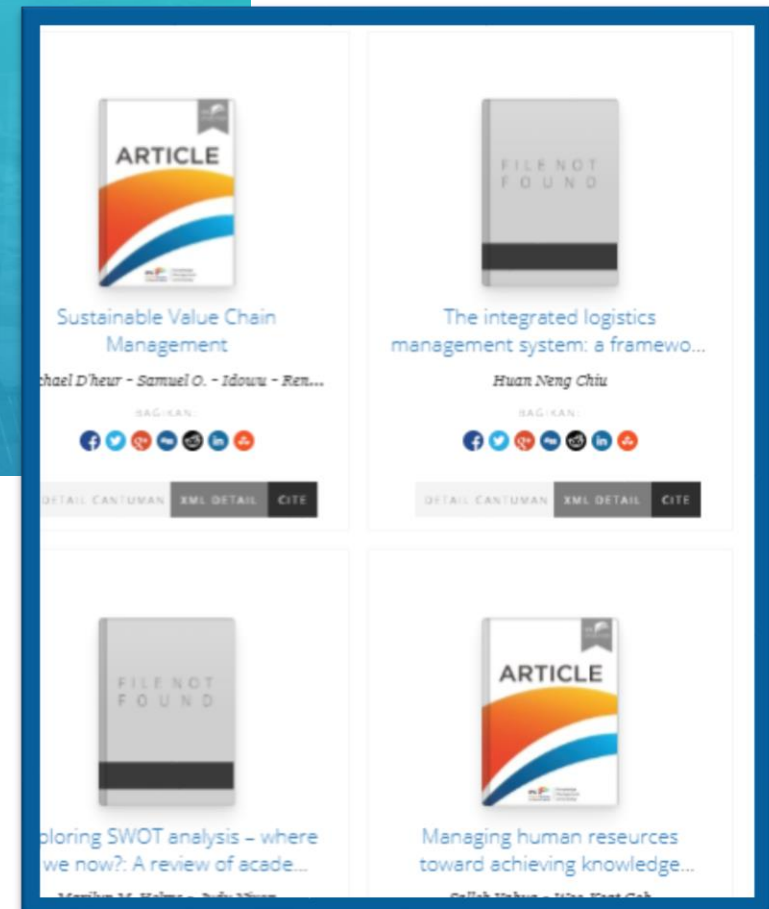 ARTICLE
FILE NOT
FOUND
Sustainable Value Chain
Management
The integrated logistics
management system: a framewo...
chael D'heur - Samuel O. - Idowu - Ren...
Huan Neng Chiu
BAGIKAN:
BAGIKAN:
DETAIL CANTUMAN XML DETAIL CITE
DETAIL CANTUMAN XML DETAIL CITE
FILE NOT
FOUND
ARTICLE
ploring SWOT analysis – where
we now?: A review of acade...
Managing human reseurces
toward achieving knowledge...